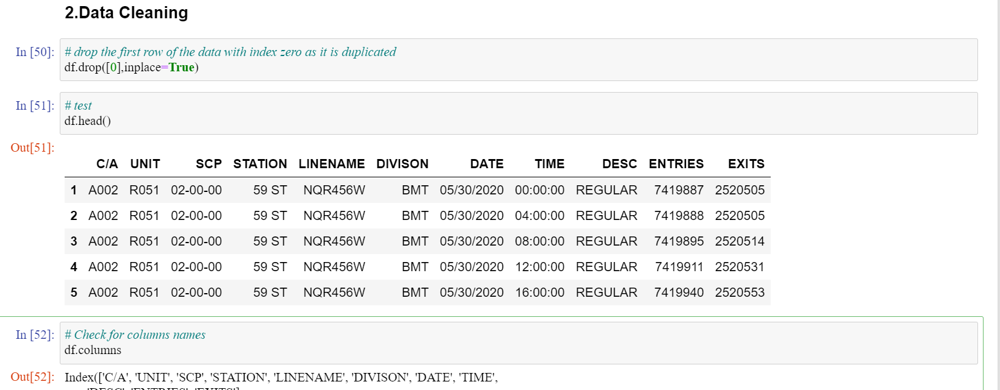 2.Data Cleaning
In [50]: # drop the first row of the data with index zero as it is duplicated
df.drop([0],inplace=True)
In [51]: # test
df.head()
Out[51]:
C/A UNIT SCP STATION LINENAME DIVISON DATE TIME DESC ENTRIES EXITS
1 A002 R051 02-00-00 59 ST NQR456W BMT 05/30/2020 00:00:00 REGULAR 7419887 2520505
2 A002 R051 02-00-00 59 ST NQR456W BMT 05/30/2020 04:00:00 REGULAR 7419888 2520505
3 A002 R051 02-00-00 59 ST NQR456W BMT 05/30/2020 08:00:00 REGULAR 7419895 2520514
4 A002 R051 02-00-00 59 ST NQR456W BMT 05/30/2020 12:00:00 REGULAR 7419911 2520531
5 A002 R051 02-00-00 59 ST NQR456W BMT 05/30/2020 16:00:00 REGULAR 7419940 2520553
In [52]: # Check for columns names
df.columns
Out[52]: Index(['C/A', 'UNIT', 'SCP', 'STATION', 'LINENAME', 'DIVISON', 'DATE', 'TIME',
'DESC', 'ENTRIES', 'EXITS']